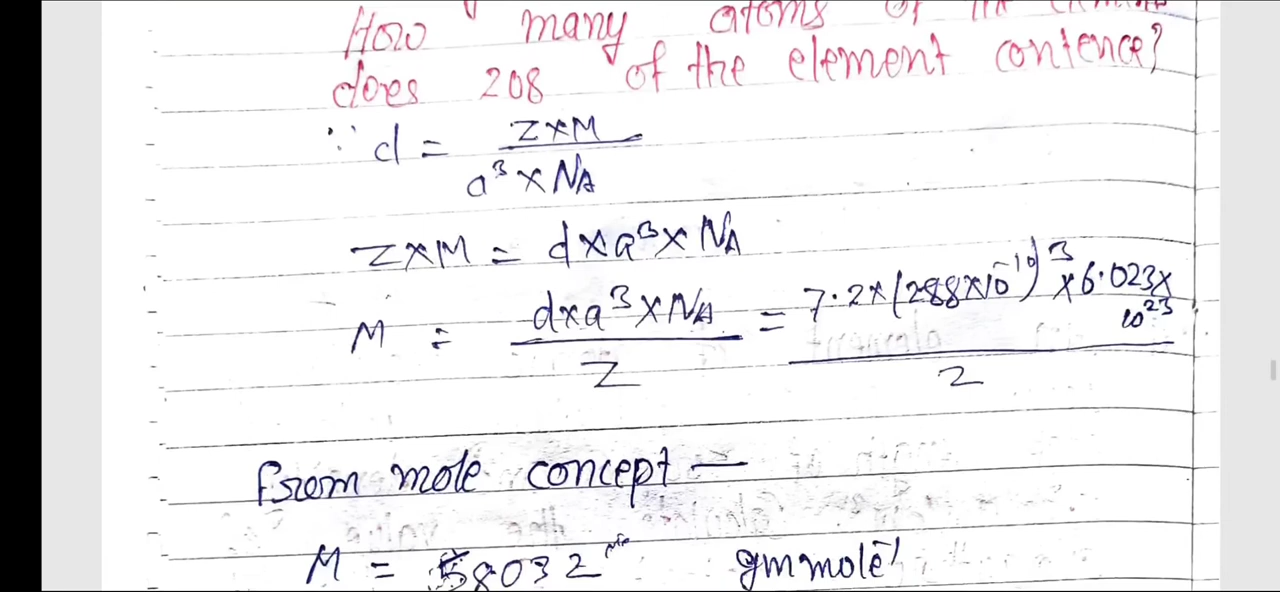 How many atoms of the
does 208 of the element contence?
∵ d = Z×M / a³ × NA
Z×M = d×a³× NA
M = d×a³×NA / Z = 7.2×(288×10⁻¹⁰)³ ×6.023× 10²³ / 2
From mole concept —
M = 58032 gm mole⁻¹